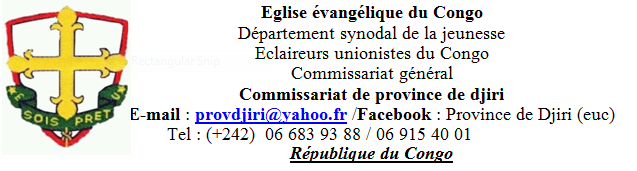 Eglise évangélique du Congo
Département synodal de la jeunesse
Eclaireurs unionistes du Congo
Commissariat général
Commissariat de province de djiri
E-mail : provdjiri@yahoo.fr /Facebook : Province de Djiri (euc)
Tel : (+242)  06 683 93 88 / 06 915 40 01
République du Congo
Rectangular Snip
E U
SOIS PRET